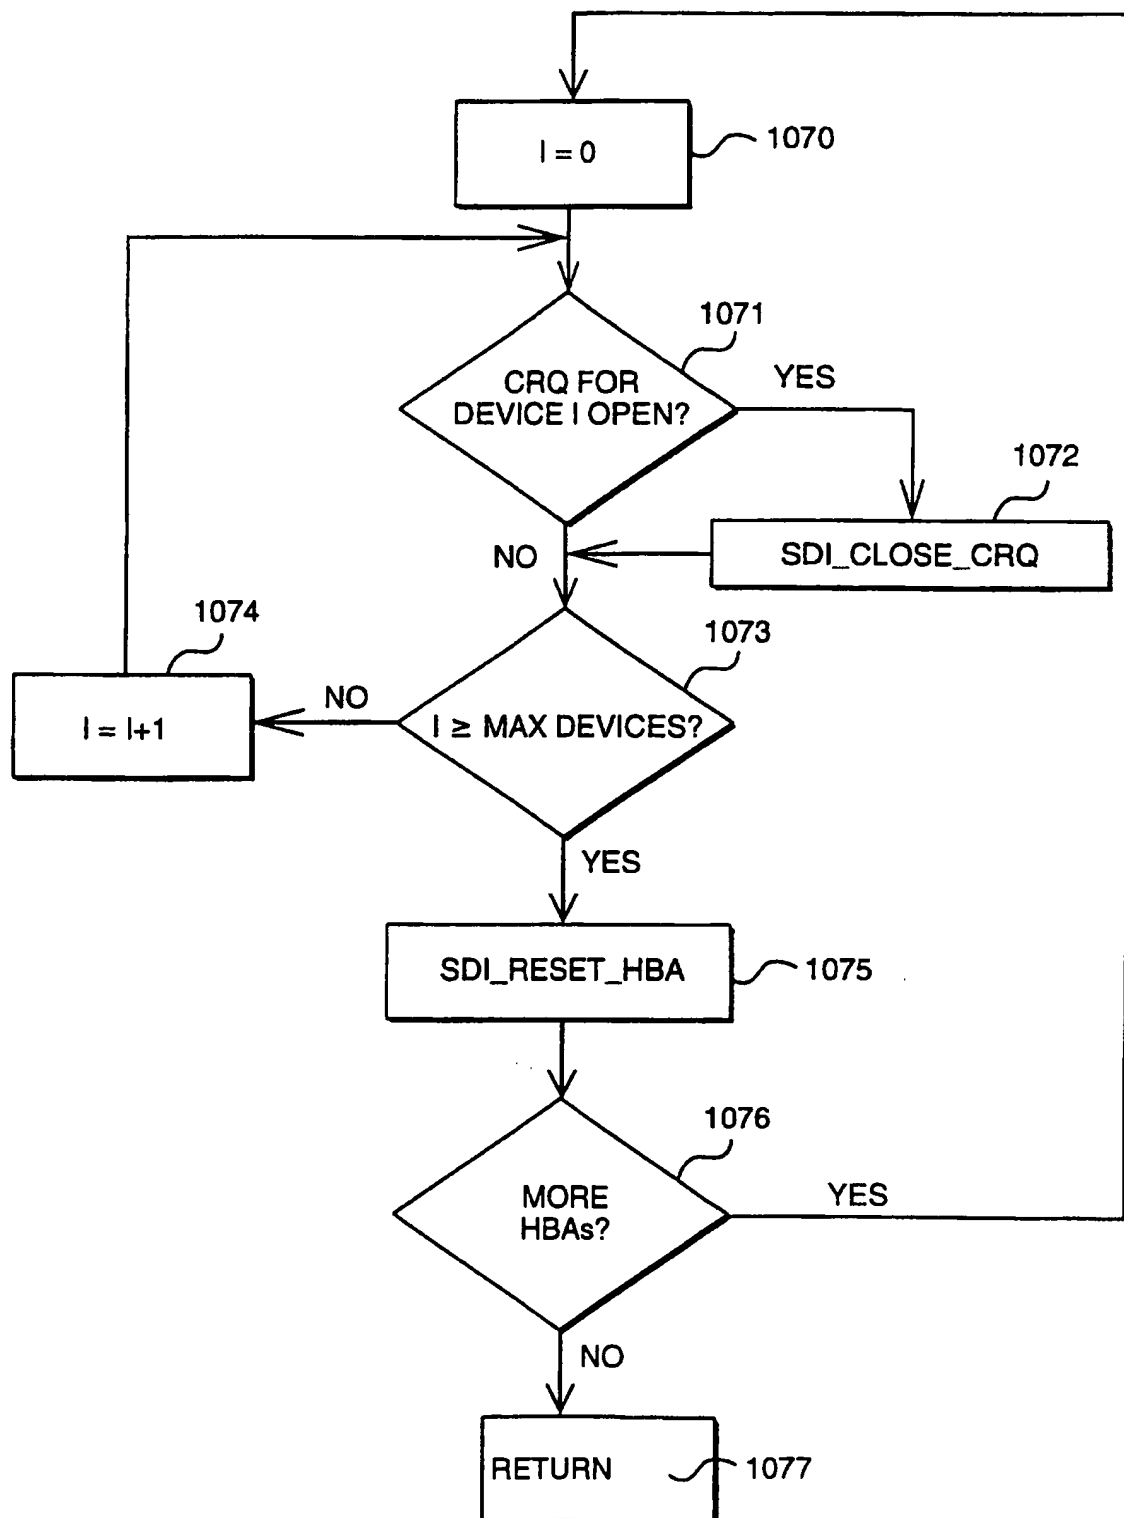 I = 0
1070
1071
CRQ FOR
DEVICE I OPEN?
YES
1072
SDI_CLOSE_CRQ
NO
1074
1073
I = I+1
NO
I ≥ MAX DEVICES?
YES
SDI_RESET_HBA
1075
1076
MORE
HBAs?
YES
NO
RETURN
1077